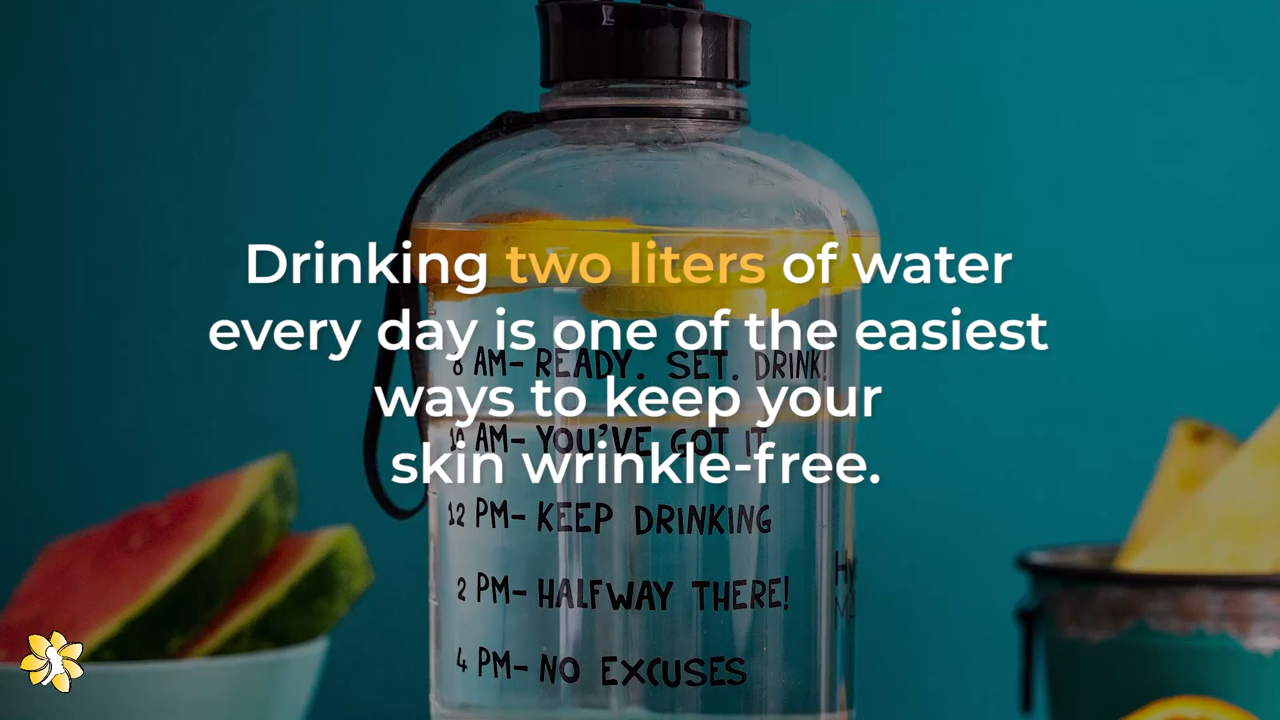 Drinking two liters of water
every day is one of the easiest
ways to keep your
skin wrinkle-free.
8 AM- READY. SET. DRINK!
10 AM- YOU'VE GOT IT
12 PM- KEEP DRINKING
2 PM- HALFWAY THERE!
4 PM- NO EXCUSES